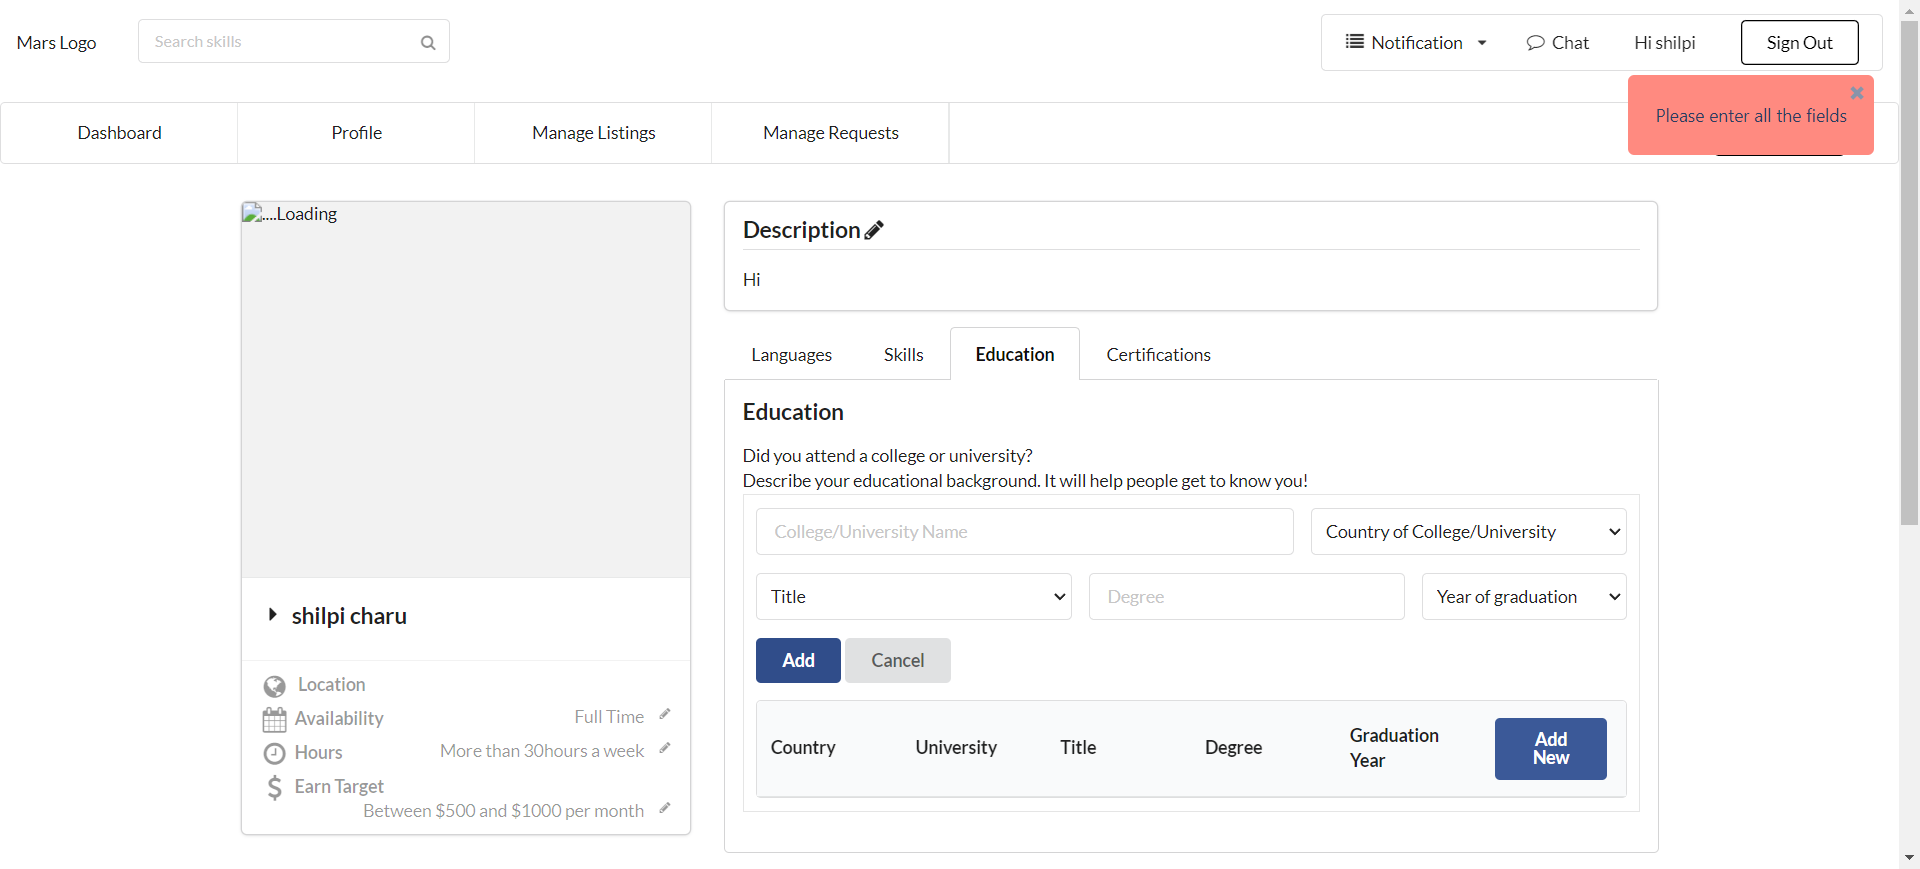 Mars Logo
Search skills
Notification
Chat
Hi shilpi
Sign Out
Please enter all the fields
Dashboard
Profile
Manage Listings
Manage Requests
....Loading
shilpi charu
Location
Availability
Full Time
Hours
More than 30hours a week
Earn Target
Between $500 and $1000 per month
Description
Hi
Languages
Skills
Education
Certifications
Education
Did you attend a college or university?
Describe your educational background. It will help people get to know you!
College/University Name
Country of College/University
Title
Degree
Year of graduation
Add
Cancel
Country
University
Title
Degree
Graduation
Year
Add
New